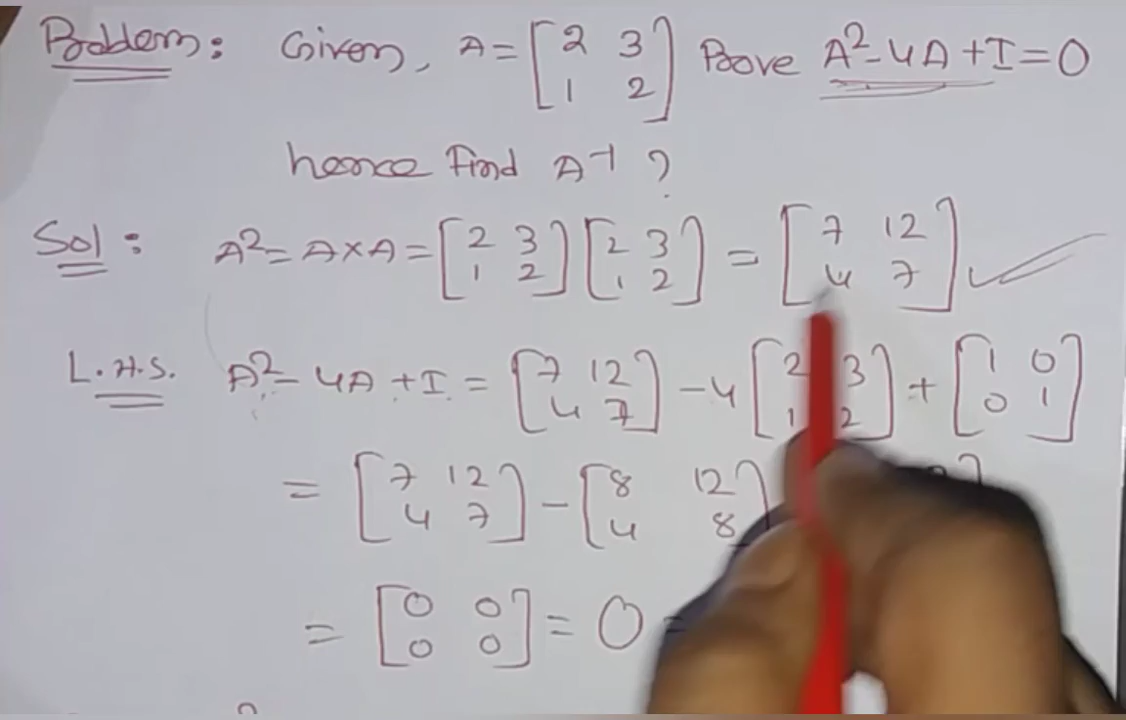 Problem: Given, A = [2 3 Prove A² - 4A + I = 0
1 2]
hence Find A⁻¹ ?
Sol: A² = A × A = [2 3 [2 3 = [7 12
1 2] 1 2] 4 7]
L.H.S. A² - 4A + I = [7 12 - 4 [2 3 + [1 0
4 7] 1 2] 0 1]
= [7 12 - [8 12
4 7] 4 8]
= [0 0 = 0
0 0]